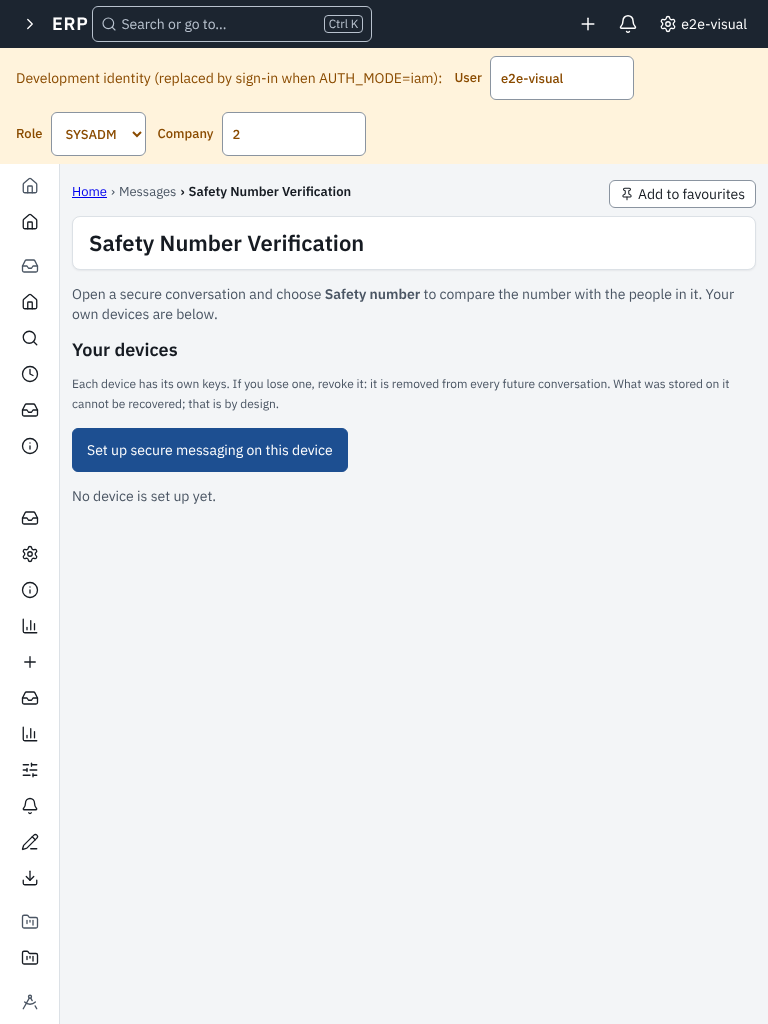 ERP Search or go to... Ctrl K e2e-visual
Development identity (replaced by sign-in when AUTH_MODE=iam): User e2e-visual
Role SYSADM Company 2
Home › Messages › Safety Number Verification
Add to favourites
Safety Number Verification
Open a secure conversation and choose Safety number to compare the number with the people in it. Your
own devices are below.
Your devices
Each device has its own keys. If you lose one, revoke it: it is removed from every future conversation. What was stored on it
cannot be recovered; that is by design.
Set up secure messaging on this device
No device is set up yet.